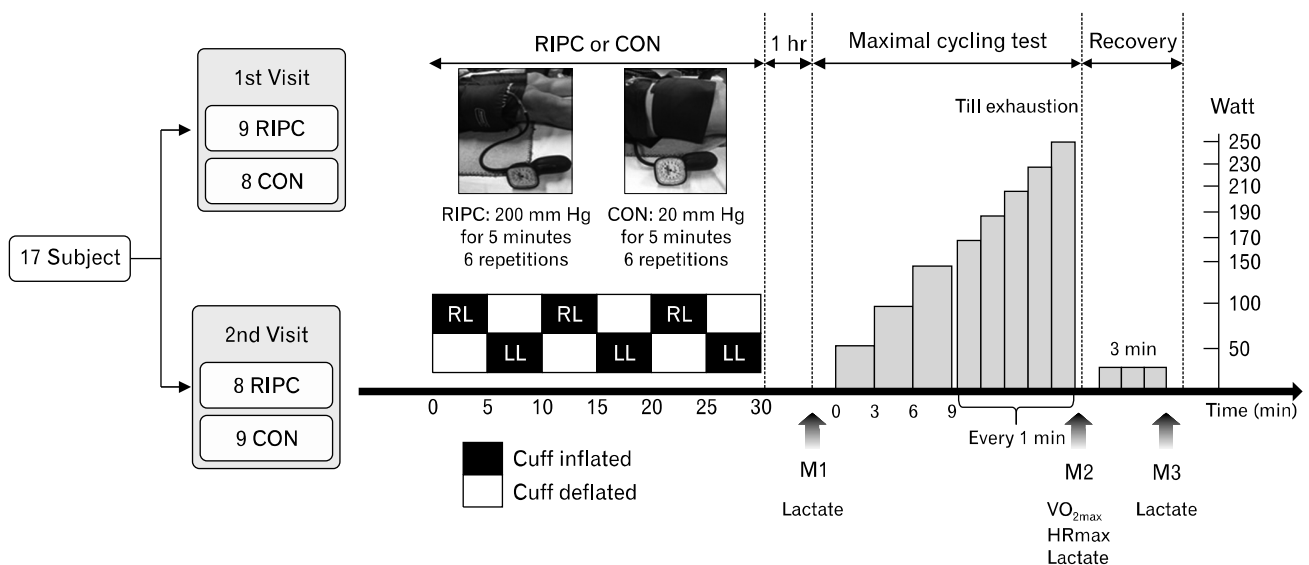 RIPC or CON
1 hr
Maximal cycling test
Recovery
17 Subject
1st Visit
9 RIPC
8 CON
2nd Visit
8 RIPC
9 CON
RIPC: 200 mm Hg
for 5 minutes
6 repetitions
CON: 20 mm Hg
for 5 minutes
6 repetitions
RL
RL
RL
LL
LL
LL
0
5
10
15
20
25
30
Cuff inflated
Cuff deflated
Till exhaustion
Watt
250
230
210
190
170
150
100
50
3 min
0
3
6
9
Every 1 min
Time (min)
M1
Lactate
M2
VO2max
HRmax
Lactate
M3
Lactate